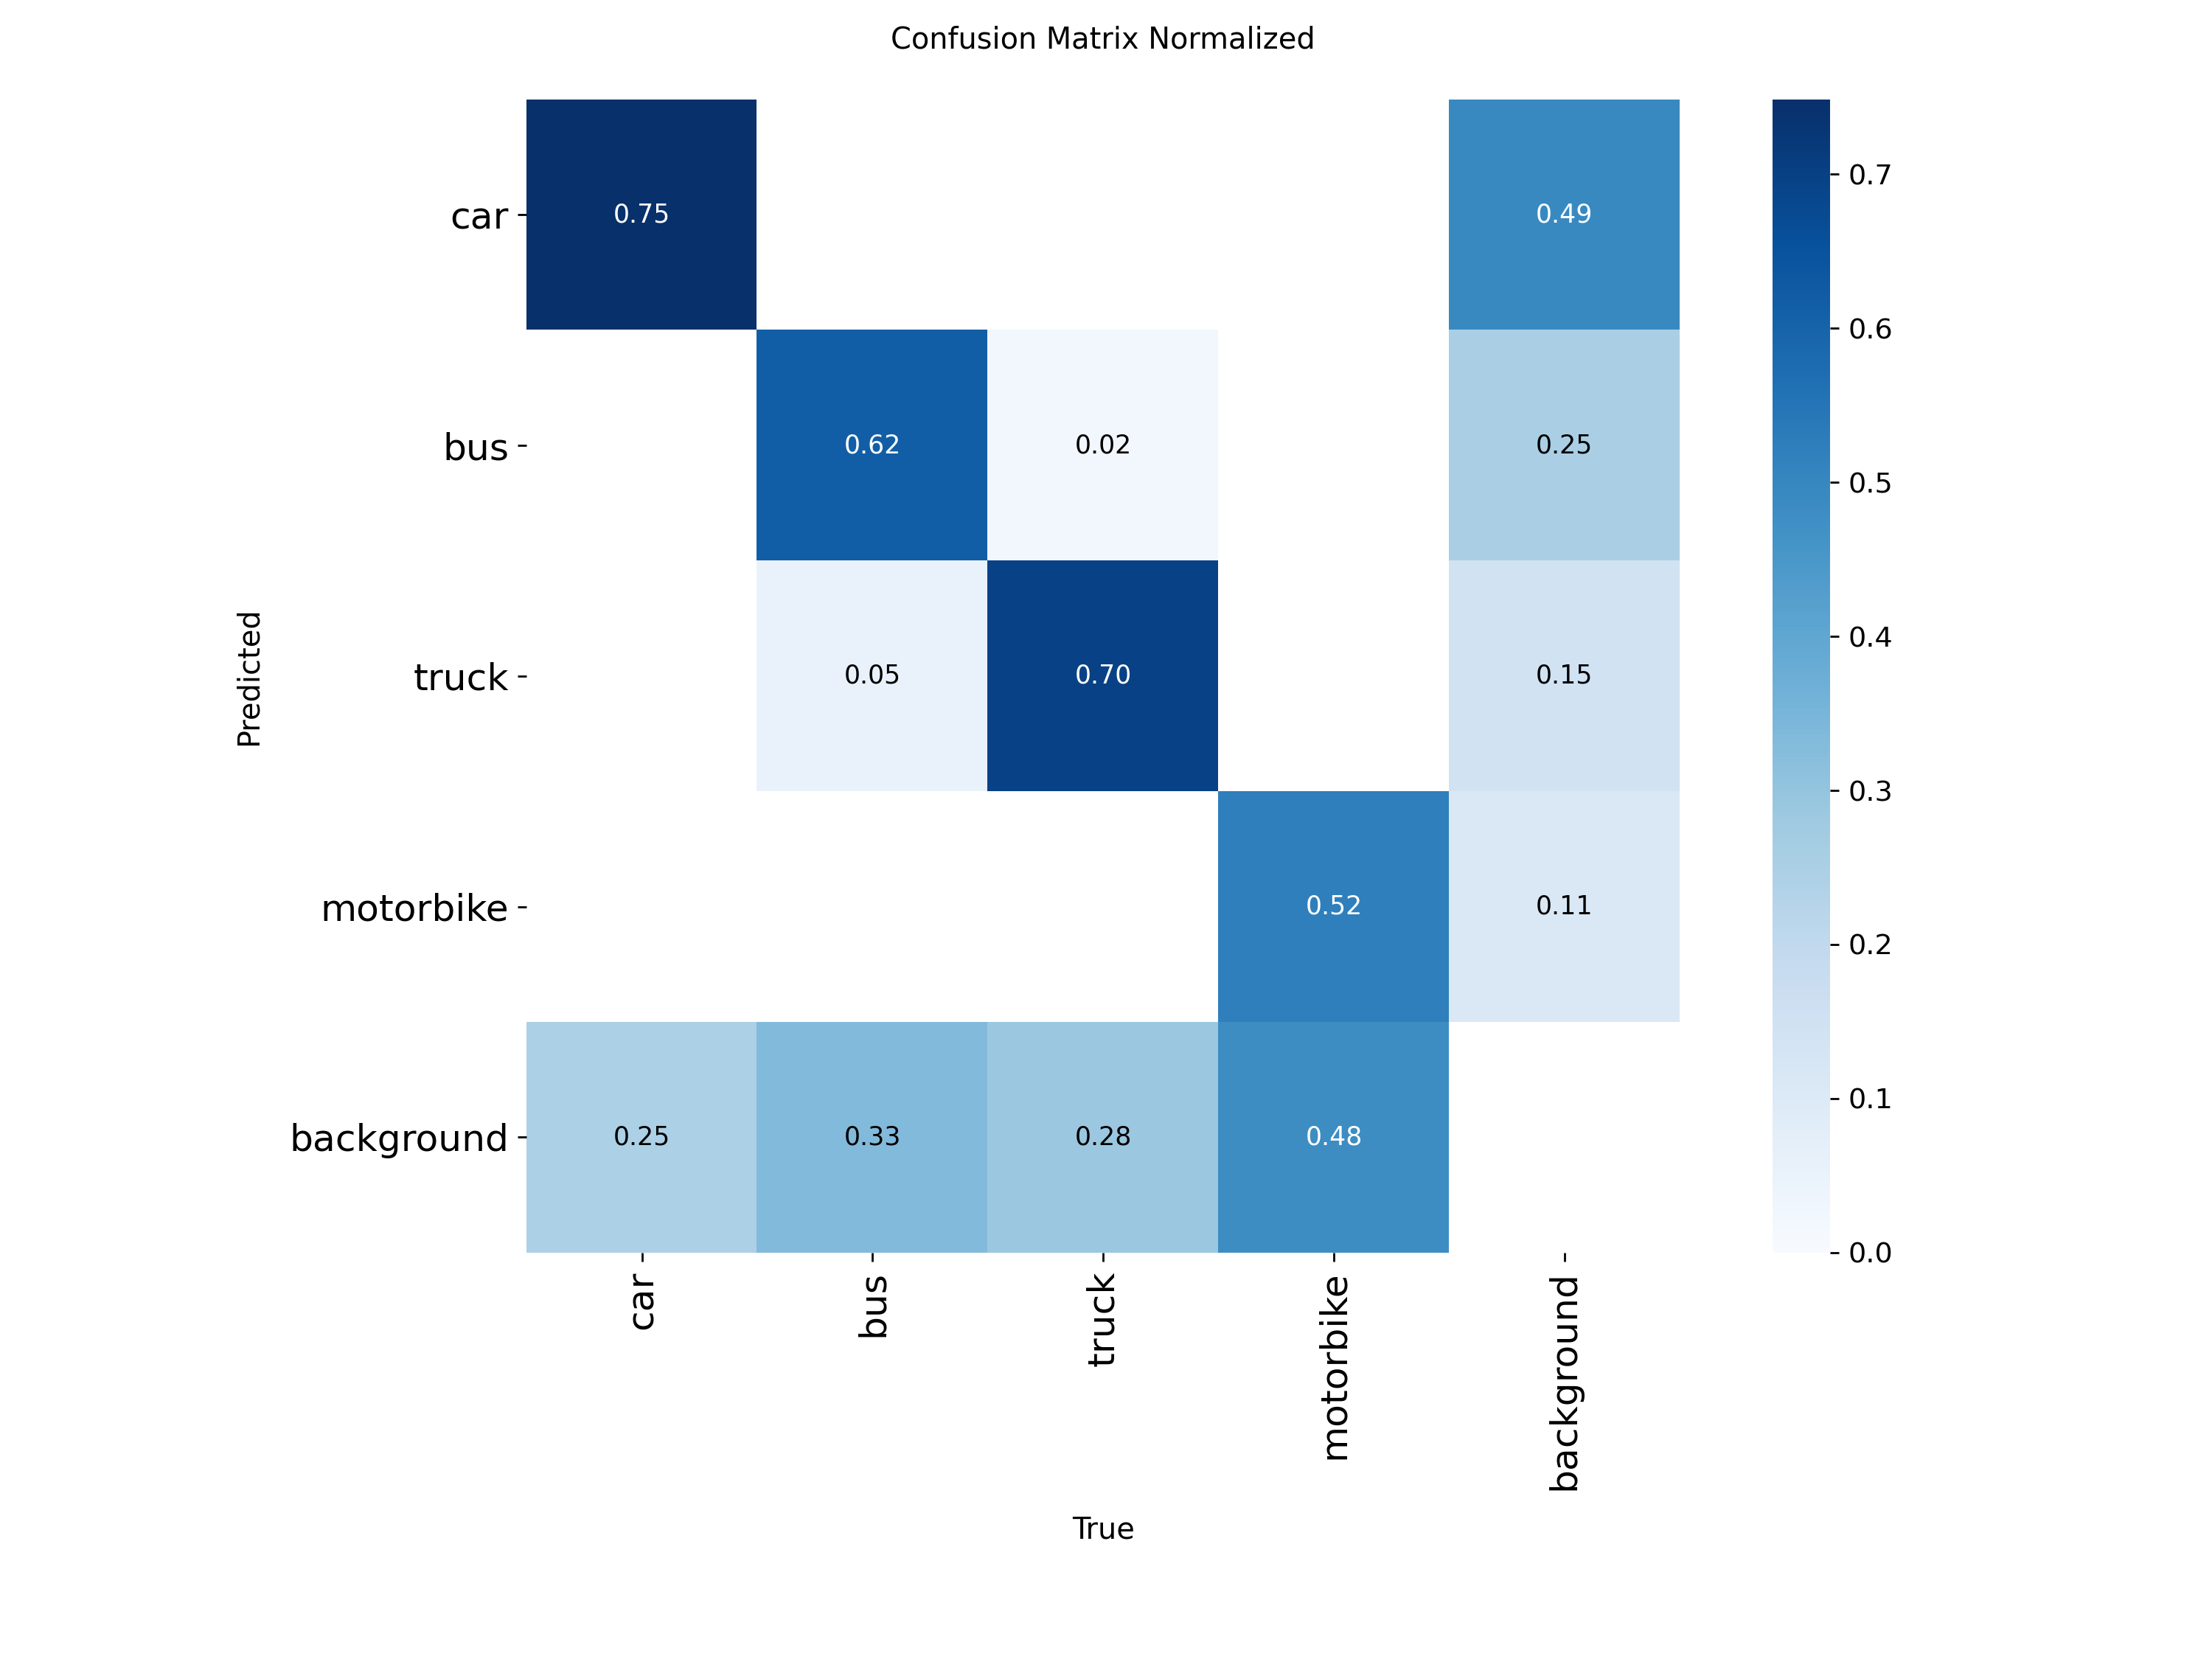 Confusion Matrix Normalized
car
0.75
0.49
0.7
0.6
bus
0.62
0.02
0.25
0.5
Predicted
truck
0.05
0.70
0.15
0.4
0.3
motorbike
0.52
0.11
0.2
background
0.25
0.33
0.28
0.48
0.1
0.0
car
bus
truck
motorbike
background
True